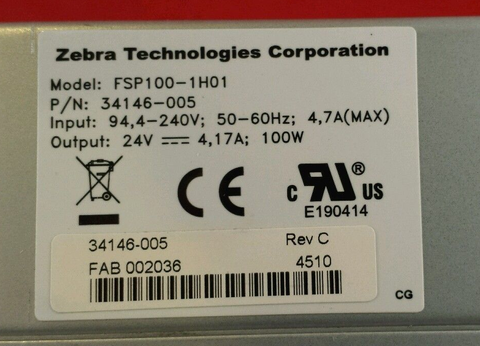 Zebra Technologies Corporation
Model: FSP100-1H01
P/N: 34146-005
Input: 94,4-240V; 50-60Hz; 4,7A(MAX)
Output: 24V ⎓ 4,17A; 100W
CE
c RU® US
E190414
34146-005 Rev C
FAB 002036 4510
CG